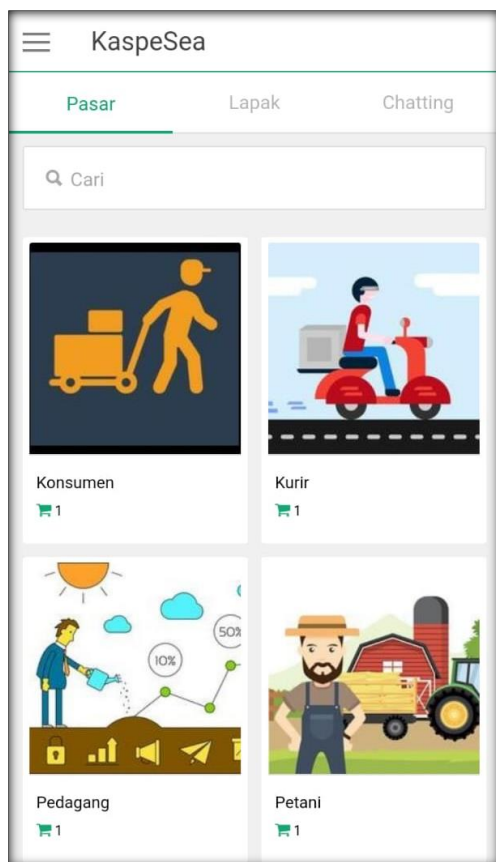 KaspeSea
Pasar Lapak Chatting
Cari
Konsumen Kurir
1 1
10% 50%
Pedagang Petani
1 1